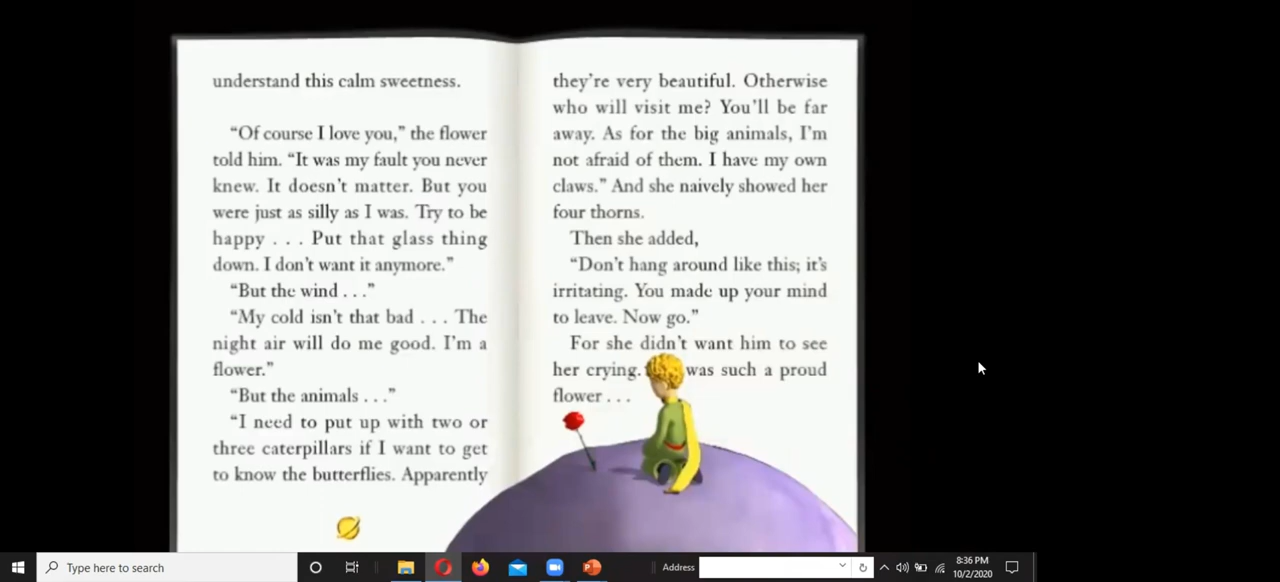 understand this calm sweetness.
“Of course I love you,” the flower
told him. “It was my fault you never
knew. It doesn’t matter. But you
were just as silly as I was. Try to be
happy . . . Put that glass thing
down. I don’t want it anymore.”
“But the wind . . .”
“My cold isn’t that bad . . . The
night air will do me good. I’m a
flower.”
“But the animals . . .”
“I need to put up with two or
three caterpillars if I want to get
to know the butterflies. Apparently
they’re very beautiful. Otherwise
who will visit me? You’ll be far
away. As for the big animals, I’m
not afraid of them. I have my own
claws.” And she naively showed her
four thorns.
Then she added,
“Don’t hang around like this; it’s
irritating. You made up your mind
to leave. Now go.”
For she didn’t want him to see
her crying. was such a proud
flower . . .
Type here to search
Address
8:36 PM
10/2/2020